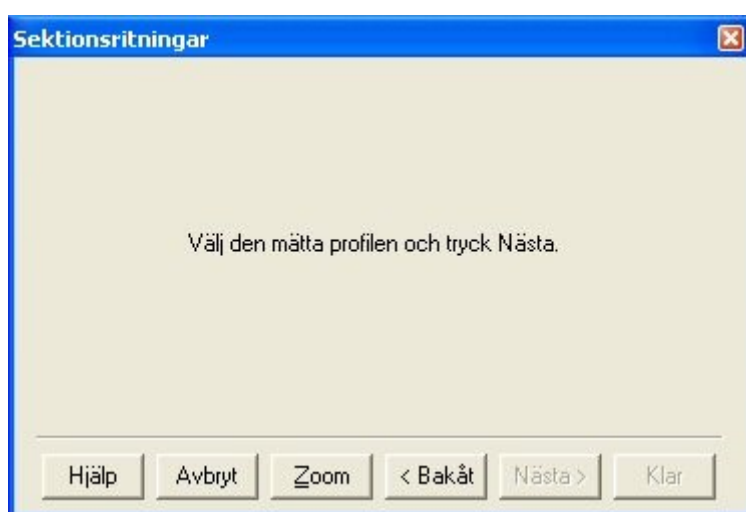 Sektionsritningar
Välj den mätta profilen och tryck Nästa.
Hjälp Avbryt Zoom < Bakåt Nästa > Klar